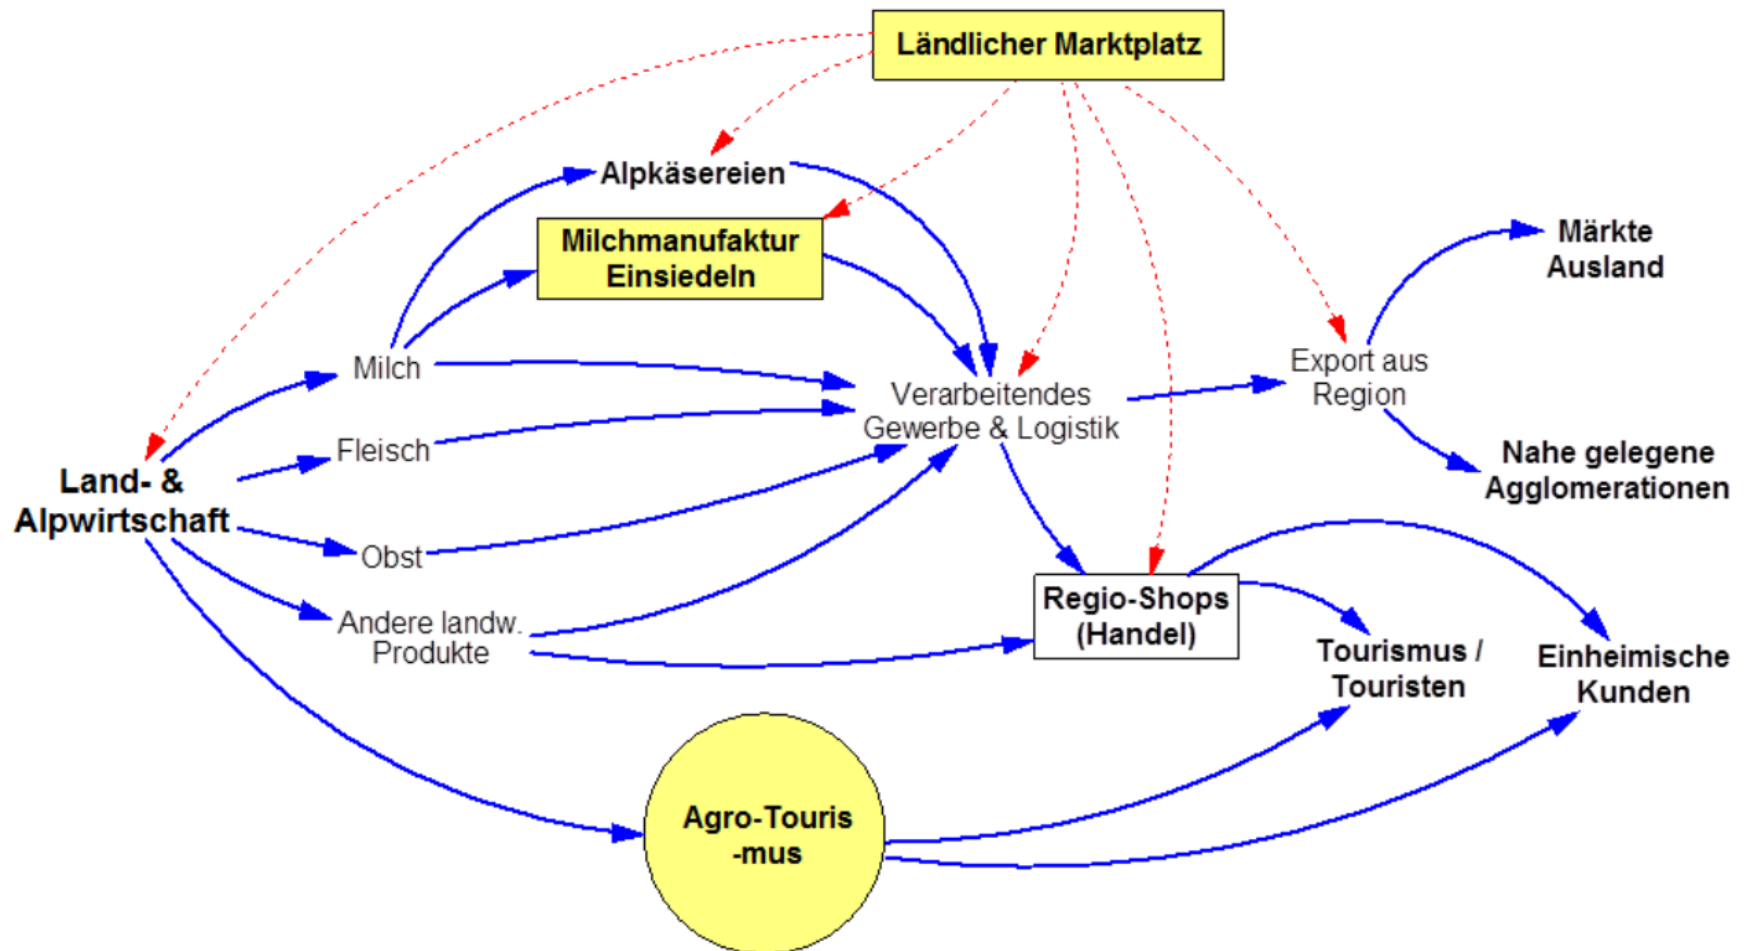 Ländlicher Marktplatz
Alpkäsereien
Milchmanufaktur
Einsiedeln
Märkte
Ausland
Milch
Export aus
Region
Verarbeitendes
Gewerbe & Logistik
Fleisch
Nahe gelegene
Agglomerationen
Land- &
Alpwirtschaft
Obst
Regio-Shops
(Handel)
Andere landw.
Produkte
Tourismus /
Touristen
Einheimische
Kunden
Agro-Touris
-mus